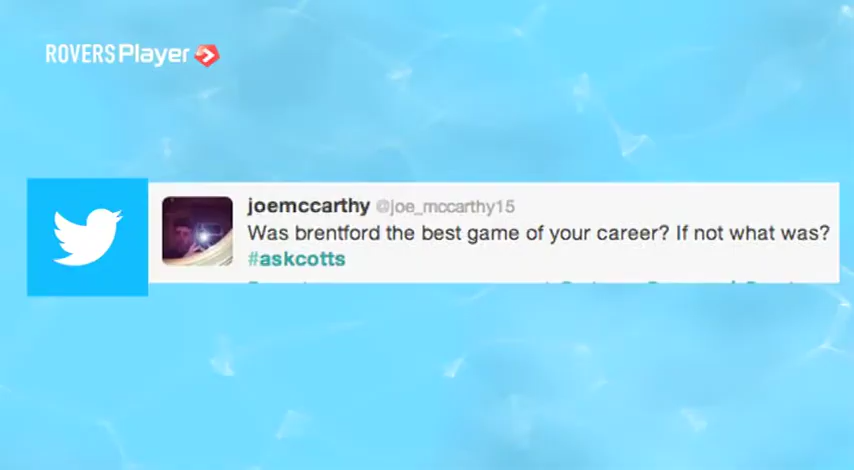 ROVERS Player
joemccarthy @joe_mccarthy15
Was brentford the best game of your career? If not what was?
#askcotts